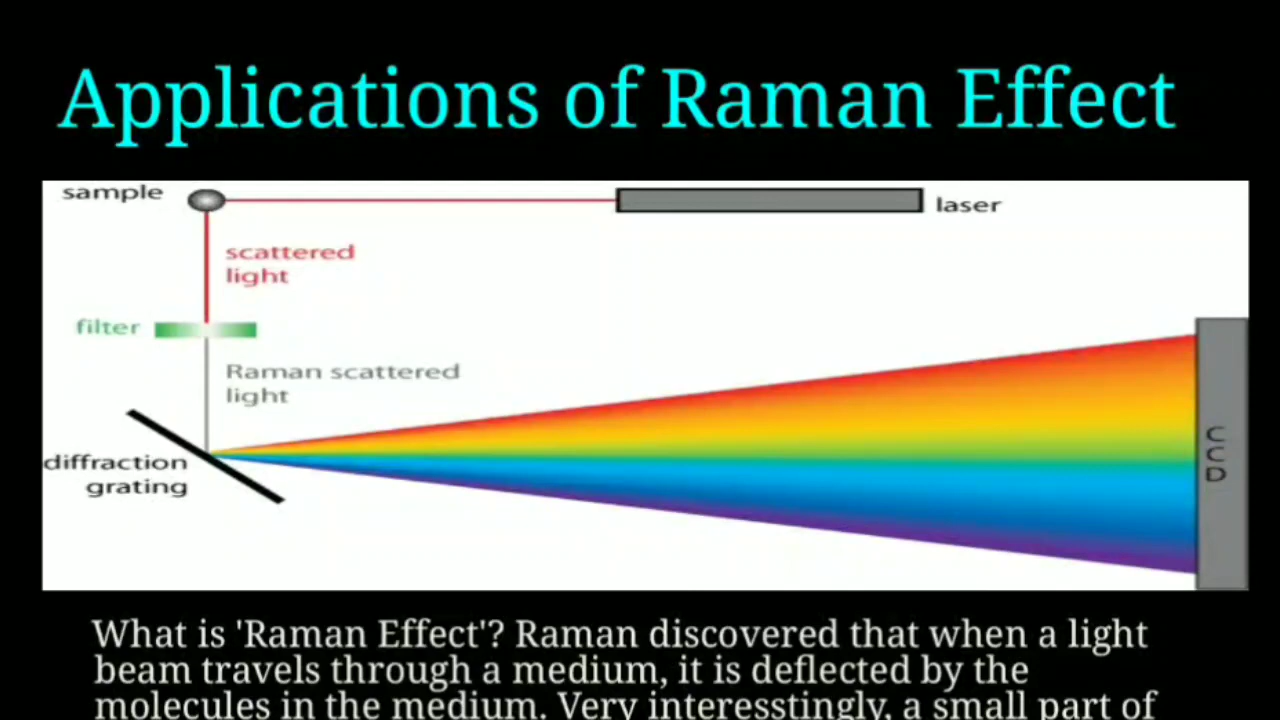 Applications of Raman Effect
sample
laser
scattered
light
filter
Raman scattered
light
diffraction
grating
CCD
What is 'Raman Effect'? Raman discovered that when a light
beam travels through a medium, it is deflected by the
molecules in the medium. Very interesstingly, a small part of